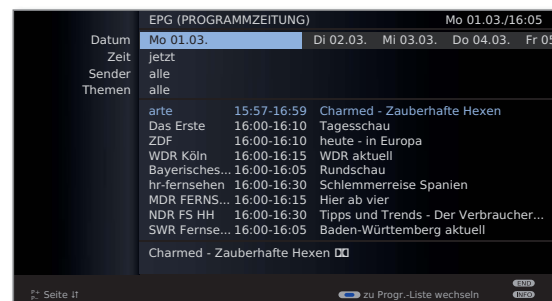 EPG (PROGRAMMZEITUNG) Mo 01.03./16:05
Datum Mo 01.03. Di 02.03. Mi 03.03. Do 04.03. Fr 05
Zeit jetzt
Sender alle
Themen alle
arte 15:57-16:59 Charmed - Zauberhafte Hexen
Das Erste 16:00-16:10 Tagesschau
ZDF 16:00-16:10 heute - in Europa
WDR Köln 16:00-16:15 WDR aktuell
Bayerisches... 16:00-16:05 Rundschau
hr-fernsehen 16:00-16:30 Schlemmerreise Spanien
MDR FERNS... 16:00-16:15 Hier ab vier
NDR FS HH 16:00-16:30 Tipps und Trends - Der Verbraucher...
SWR Fernse... 16:00-16:05 Baden-Württemberg aktuell
Charmed - Zauberhafte Hexen
END
P+ P- Seite ↓↑ zu Progr.-Liste wechseln INFO